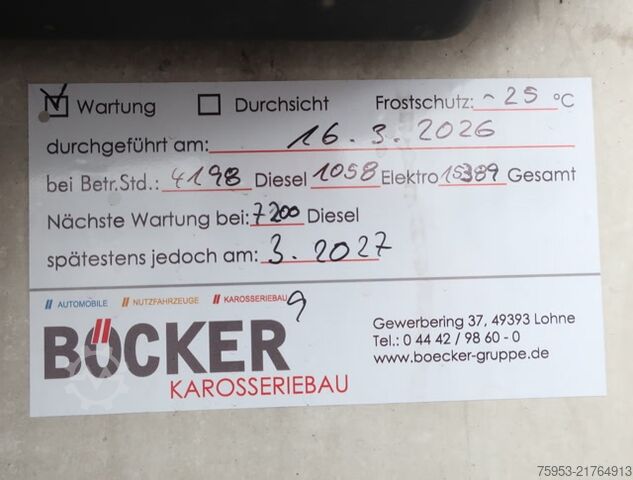 Wartung Durchsicht Frostschutz: -25 °C
durchgeführt am: 16.3.2026
bei Betr.Std.: 4198 Diesel 1058 Elektro 15389 Gesamt
Nächste Wartung bei: 7200 Diesel
spätestens jedoch am: 3.2027
// AUTOMOBILE // NUTZFAHRZEUGE // KAROSSERIEBAU
9
BÖCKER
KAROSSERIEBAU
Gewerbering 37, 49393 Lohne
Tel.: 0 44 42 / 98 60 - 0
www.boecker-gruppe.de
75953-21764913